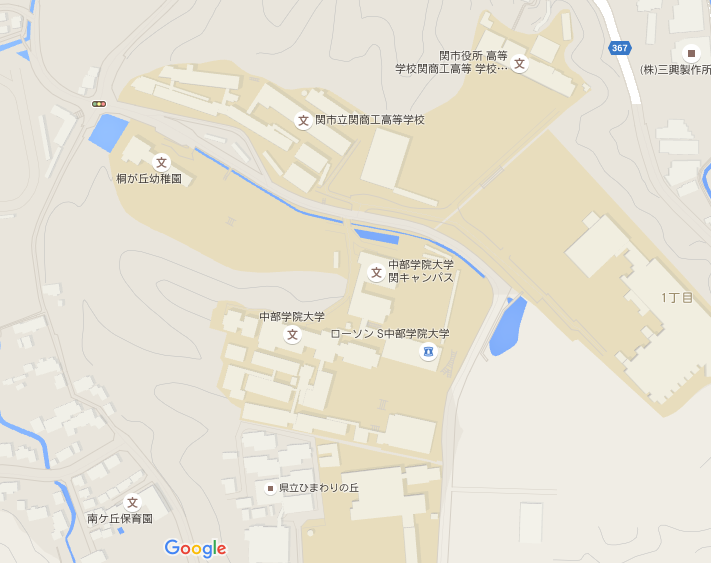 関市役所 高等
学校関商工高等 学校…
367
(株)三興製作所
関市立関商工高等学校
桐が丘幼稚園
中部学院大学
関キャンパス
1丁目
中部学院大学
ローソン S中部学院大学
県立ひまわりの丘
南ケ丘保育園
Google